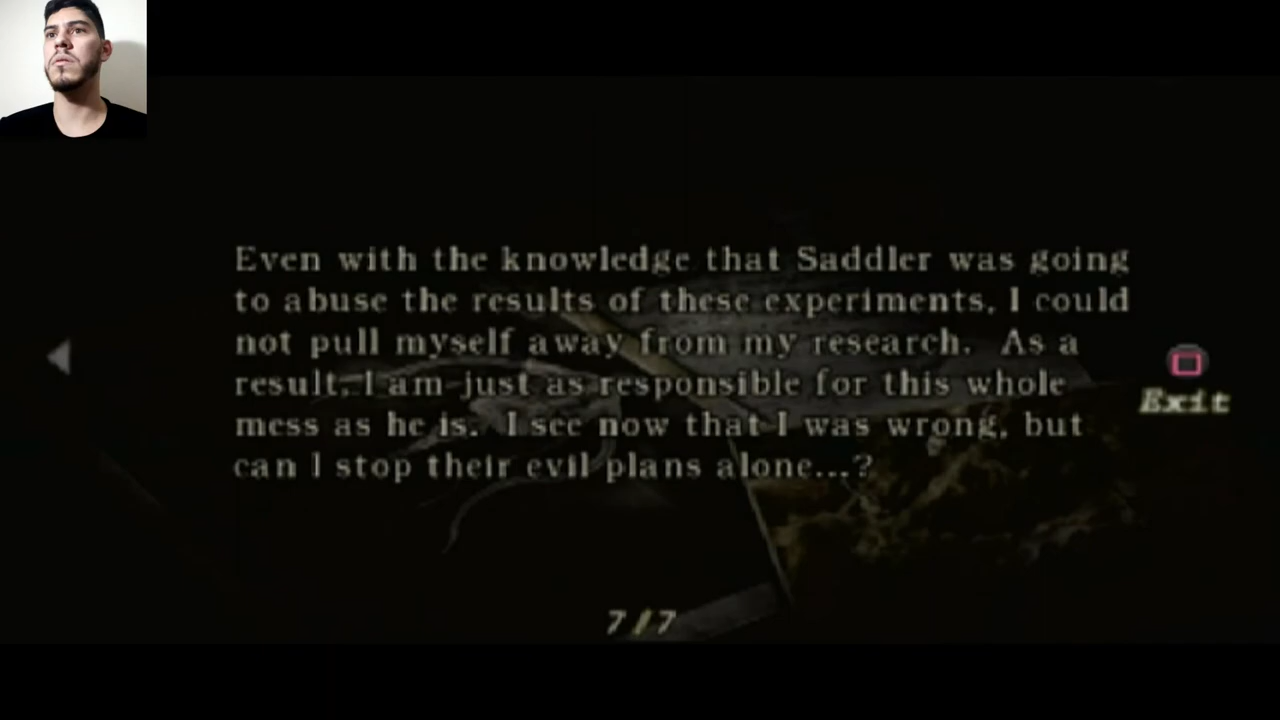 Even with the knowledge that Saddler was going
to abuse the results of these experiments, I could
not pull myself away from my research.  As a
result, I am just as responsible for this whole
mess as he is.  I see now that I was wrong, but
can I stop their evil plans alone...?
Exit
7/7